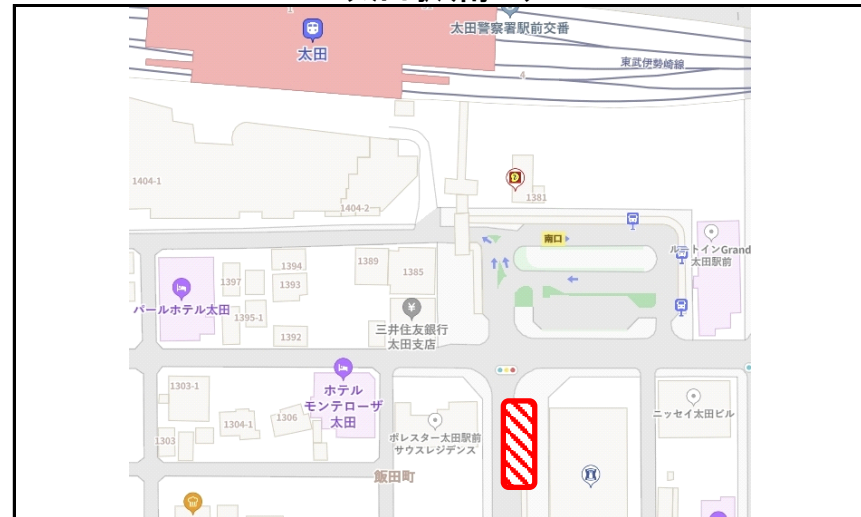 太田
太田警察署駅前交番
東武伊勢崎線
4
1404-1
1404-2
1381
南口
ルートインGrand
太田駅前
1389
1385
1394
1393
1397
1395-1
1392
パールホテル太田
三井住友銀行
太田支店
1303-1
ホテル
モンテローザ
太田
1306
1304-1
1303
ポレスター太田駅前
サウスレジデンス
ニッセイ太田ビル
飯田町